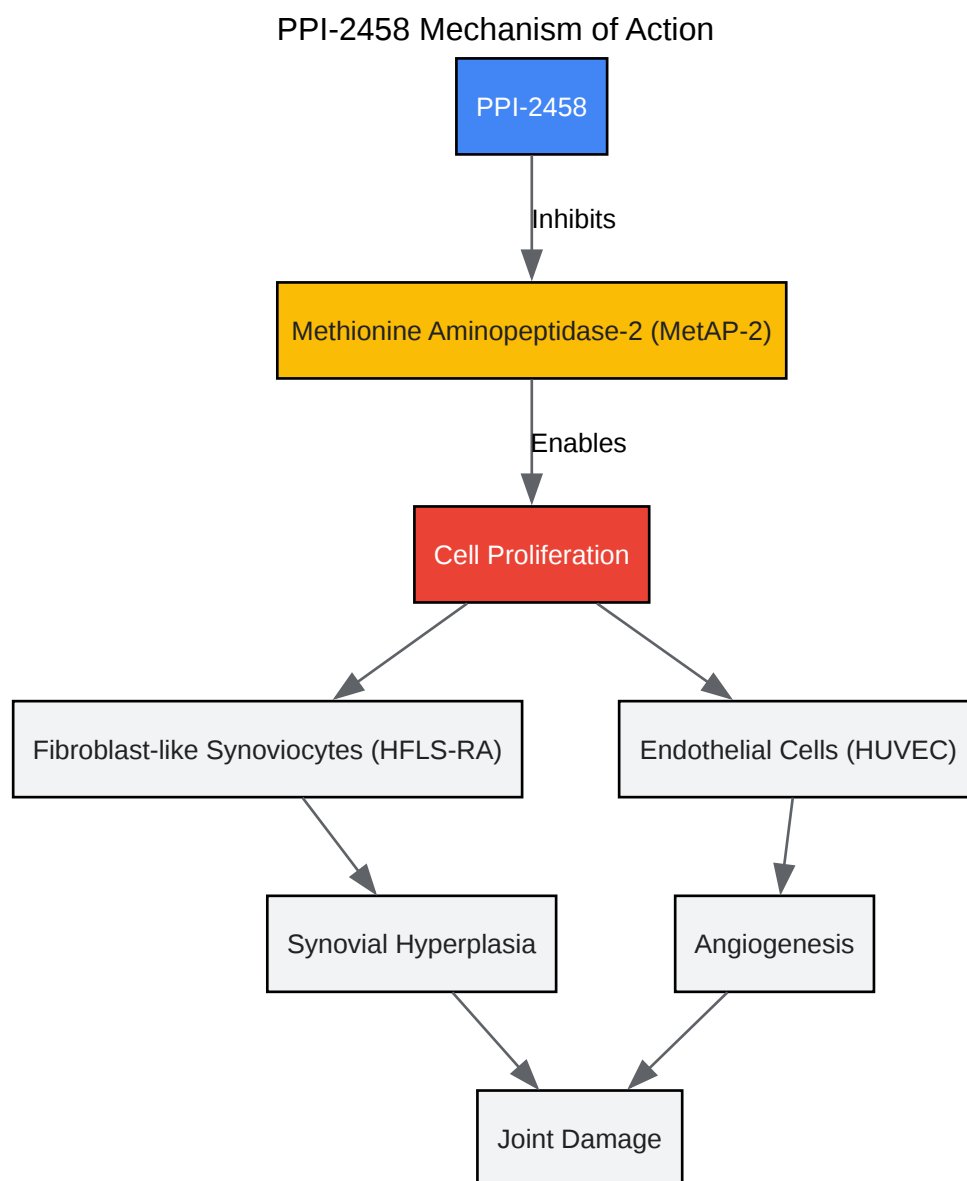 PPI-2458 Mechanism of Action
PPI-2458
Inhibits
Methionine Aminopeptidase-2 (MetAP-2)
Enables
Cell Proliferation
Fibroblast-like Synoviocytes (HFLS-RA)
Endothelial Cells (HUVEC)
Synovial Hyperplasia
Angiogenesis
Joint Damage